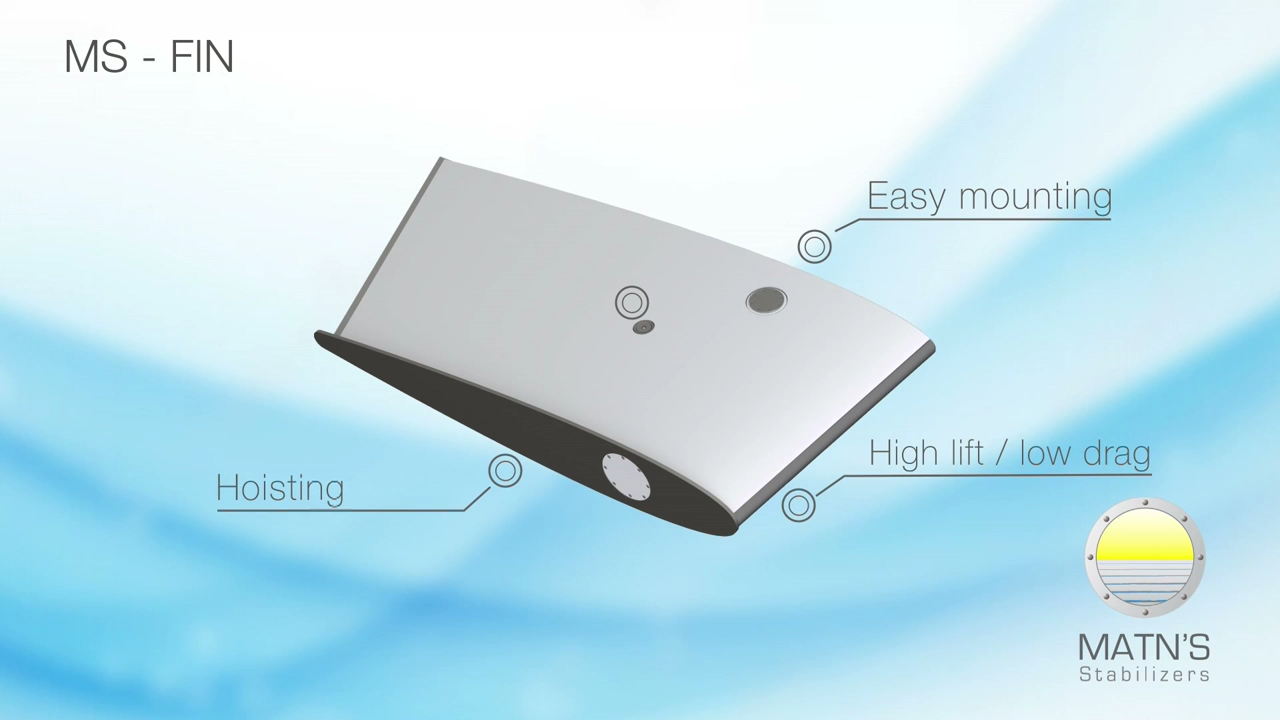 MS - FIN
Easy mounting
High lift / low drag
Hoisting
MATN'S
Stabilizers